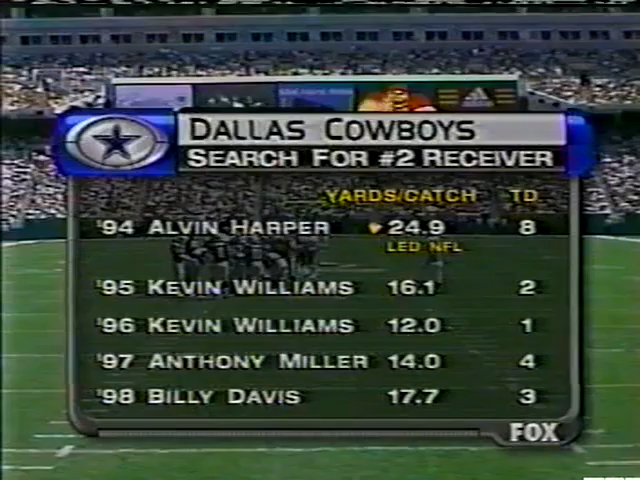 DALLAS COWBOYS
SEARCH FOR #2 RECEIVER
YARDS/CATCH TD
'94 ALVIN HARPER 24.9 8
LED NFL
'95 KEVIN WILLIAMS 16.1 2
'96 KEVIN WILLIAMS 12.0 1
'97 ANTHONY MILLER 14.0 4
'98 BILLY DAVIS 17.7 3
FOX